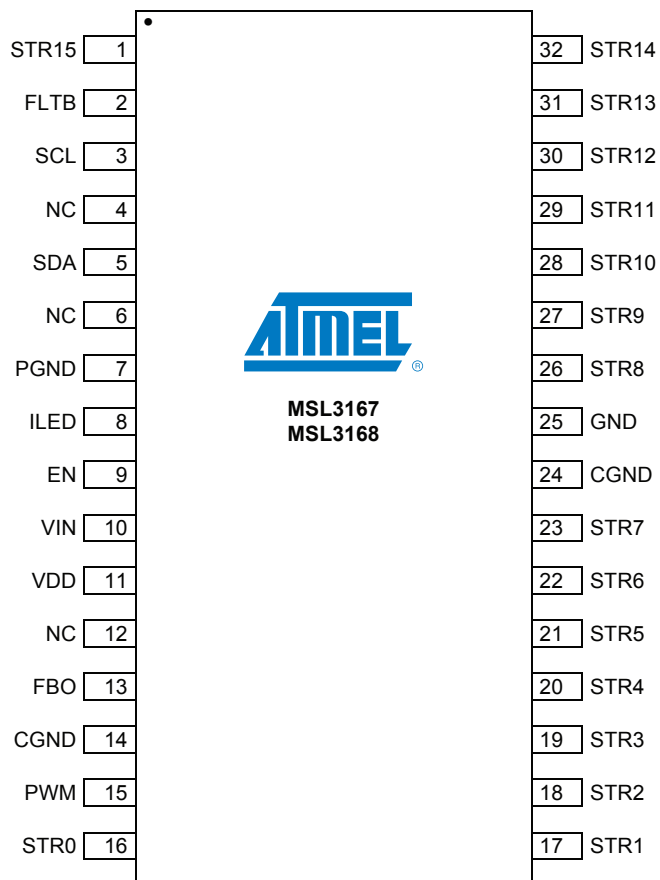 STR15 1 32 STR14
FLTB 2 31 STR13
SCL 3 30 STR12
NC 4 29 STR11
SDA 5 28 STR10
NC 6 27 STR9
PGND 7 26 STR8
ILED 8 25 GND
EN 9 24 CGND
VIN 10 23 STR7
VDD 11 22 STR6
NC 12 21 STR5
FBO 13 20 STR4
CGND 14 19 STR3
PWM 15 18 STR2
STR0 16 17 STR1
ATMEL ®
MSL3167
MSL3168